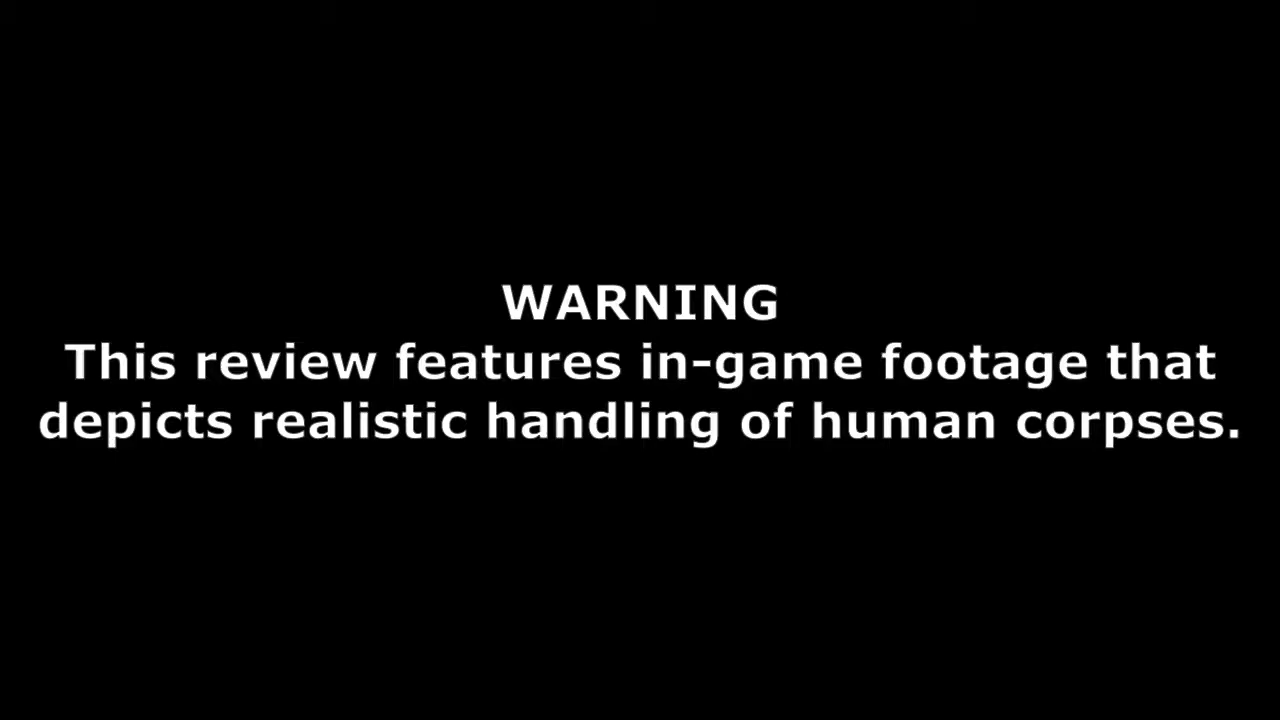 WARNING
This review features in-game footage that
depicts realistic handling of human corpses.